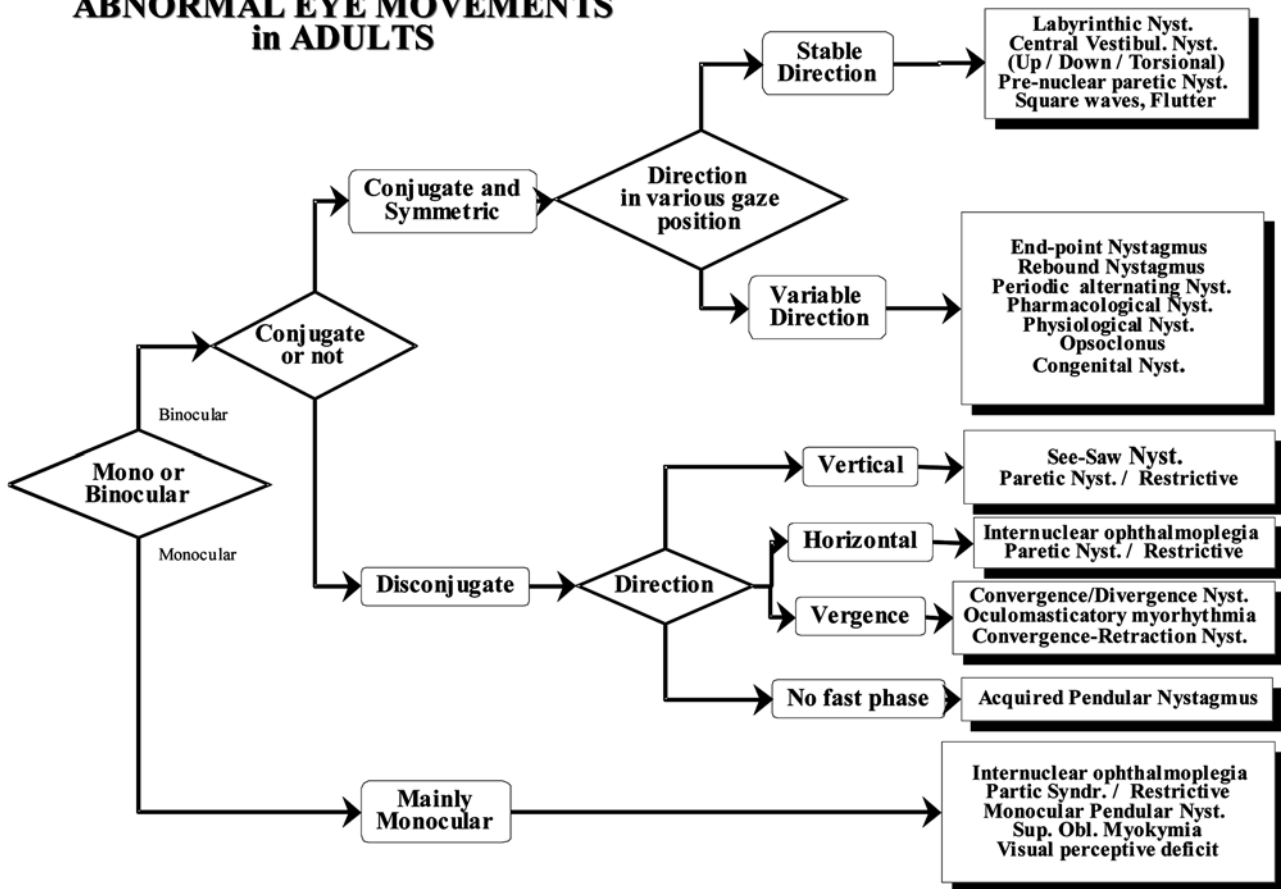 ABNORMAL EYE MOVEMENTS
in ADULTS
Stable
Direction
Labyrinthic Nyst.
Central Vestibul. Nyst.
(Up / Down / Torsional)
Pre-nuclear paretic Nyst.
Square waves, Flutter
Conjugate and
Symmetric
Direction
in various gaze
position
Variable
Direction
End-point Nystagmus
Rebound Nystagmus
Periodic alternating Nyst.
Pharmacological Nyst.
Physiological Nyst.
Opsoclonus
Congenital Nyst.
Conjugate
or not
Binocular
Mono or
Binocular
Monocular
Disconjugate
Direction
Vertical
See-Saw Nyst.
Paretic Nyst. / Restrictive
Horizontal
Internuclear ophthalmoplegia
Paretic Nyst. / Restrictive
Vergence
Convergence/Divergence Nyst.
Oculomasticatory myorhythmia
Convergence-Retraction Nyst.
No fast phase
Acquired Pendular Nystagmus
Mainly
Monocular
Internuclear ophthalmoplegia
Partic Syndr. / Restrictive
Monocular Pendular Nyst.
Sup. Obl. Myokymia
Visual perceptive deficit